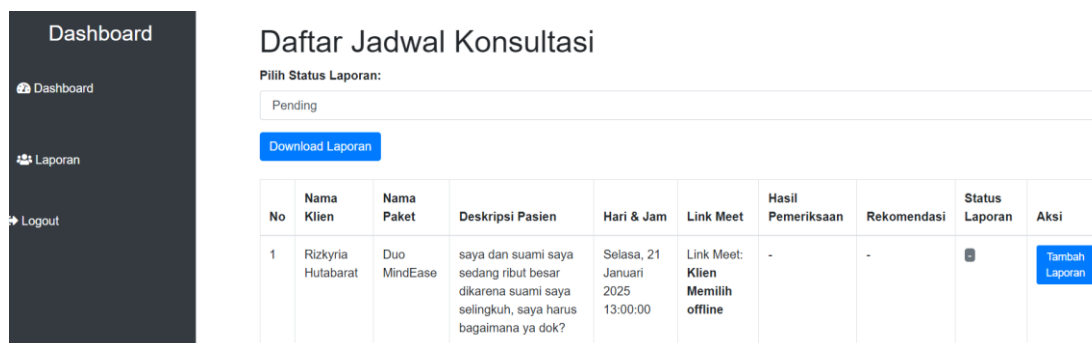 Dashboard
Dashboard
Laporan
Logout
Daftar Jadwal Konsultasi
Pilih Status Laporan:
Pending
Download Laporan
No
Nama
Klien
Nama
Paket
Deskripsi Pasien
Hari & Jam
Link Meet
Hasil
Pemeriksaan
Rekomendasi
Status
Laporan
Aksi
1
Rizkyria
Hutabarat
Duo
MindEase
saya dan suami saya
sedang ribut besar
dikarena suami saya
selingkuh, saya harus
bagaimana ya dok?
Selasa, 21
Januari
2025
13:00:00
Link Meet:
Klien
Memilih
offline
-
-
-
Tambah
Laporan